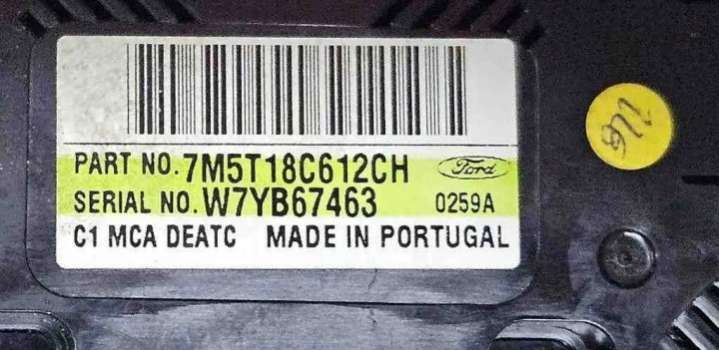 PART NO. 7M5T18C612CH Ford
SERIAL NO. W7YB67463 0259A
C1 MCA DEATC MADE IN PORTUGAL